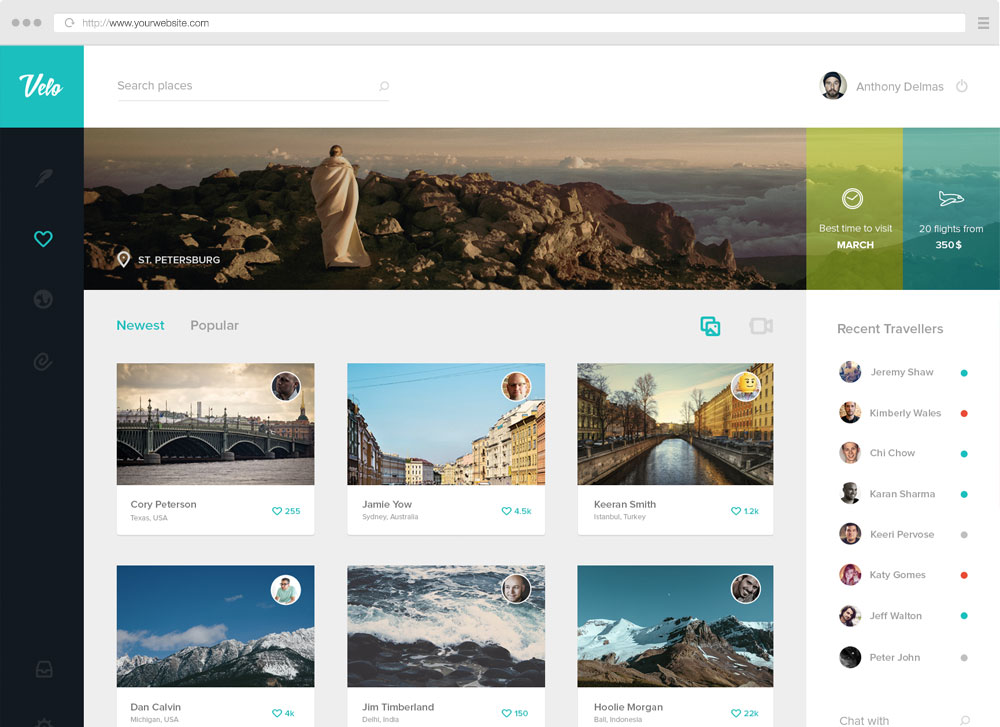 http://www.yourwebsite.com
Velo
Search places
Anthony Delmas
ST. PETERSBURG
Best time to visit
MARCH
20 flights from
350 $
Newest
Popular
Cory Peterson
Texas, USA
255
Jamie Yow
Sydney, Australia
4.5k
Keeran Smith
Istanbul, Turkey
1.2k
Dan Calvin
Michigan, USA
4k
Jim Timberland
Delhi, India
150
Hoolie Morgan
Bali, Indonesia
22k
Recent Travellers
Jeremy Shaw
Kimberly Wales
Chi Chow
Karan Sharma
Keeri Pervose
Katy Gomes
Jeff Walton
Peter John
Chat with